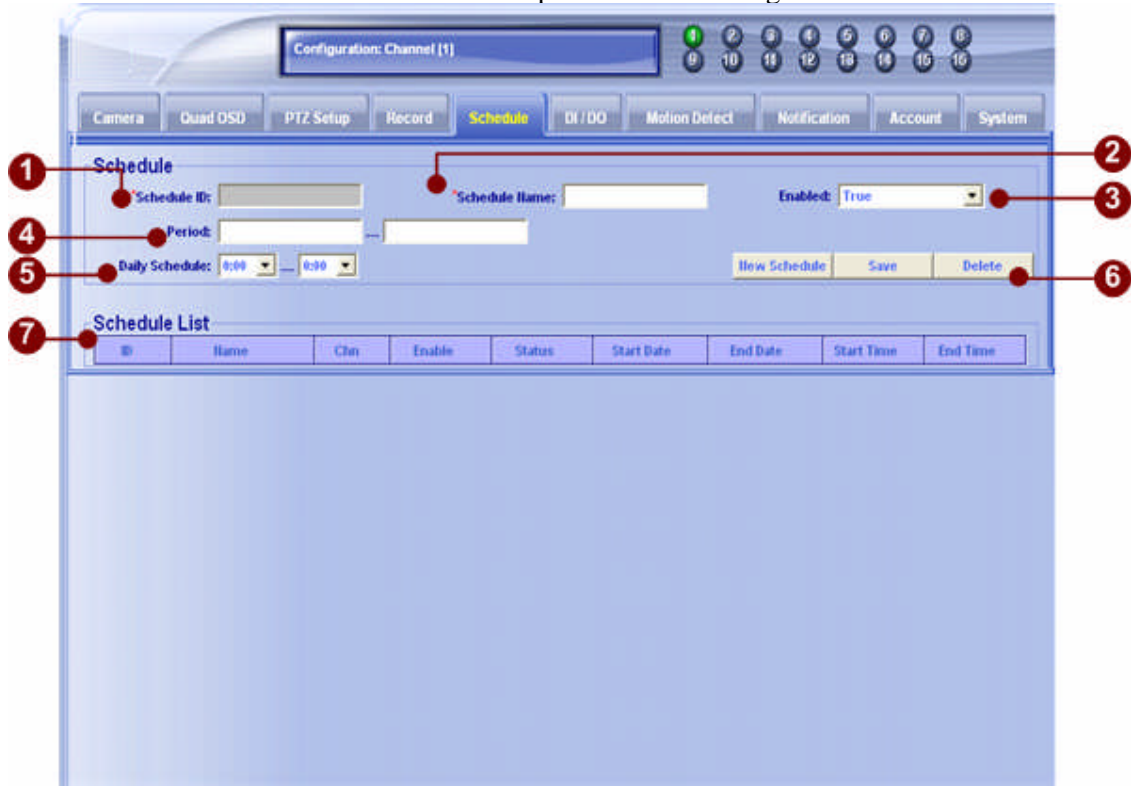 Configuration: Channel (1)
1 2 3 4 5 6 7 8
9 10 11 12 13 14 15 16
Camera Quad OSD PTZ Setup Record Schedule DI / DO Motion Detect Notification Account System
Schedule
1 2
*Schedule ID: *Schedule Name: Enabled: True
3
4 Period: ...
5 Daily Schedule: 0:00 ... 0:00 New Schedule Save Delete
6
7 Schedule List
ID Name Chn Enable Status Start Date End Date Start Time End Time